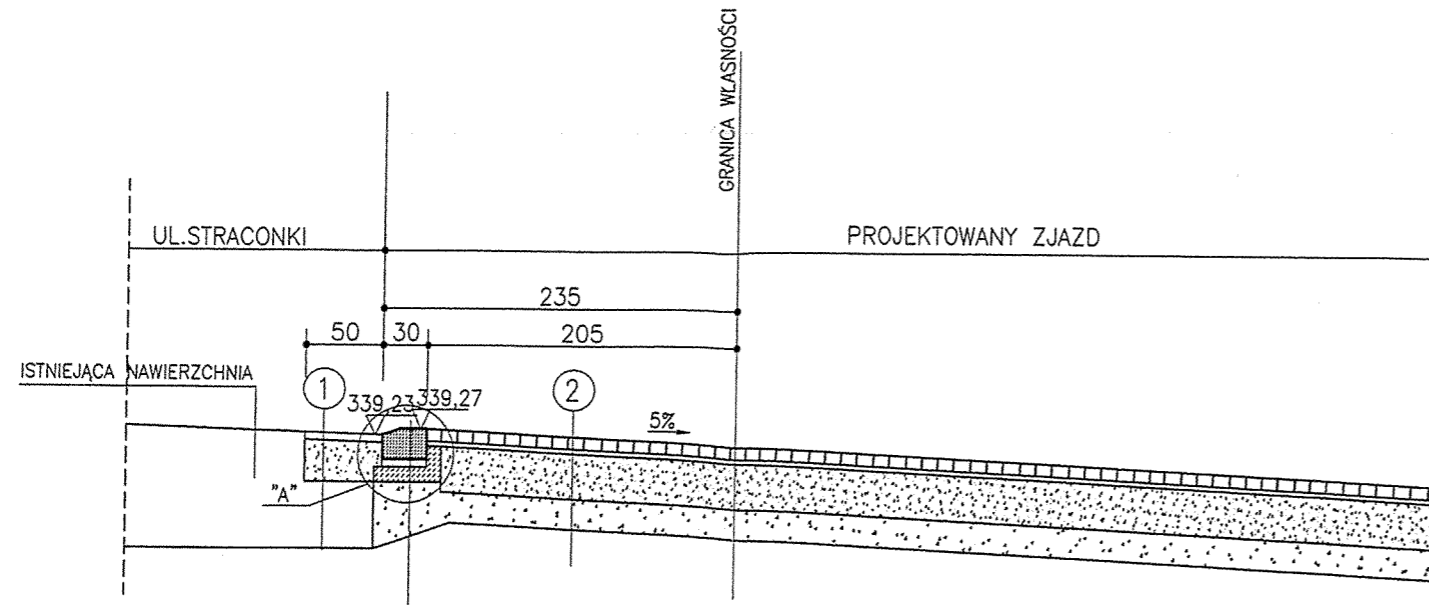 GRANICA WŁASNOŚCI
UL.STRACONKI
PROJEKTOWANY ZJAZD
235
50
30
205
ISTNIEJĄCA NAWIERZCHNIA
1
339,23
339,27
2
5%
"A"